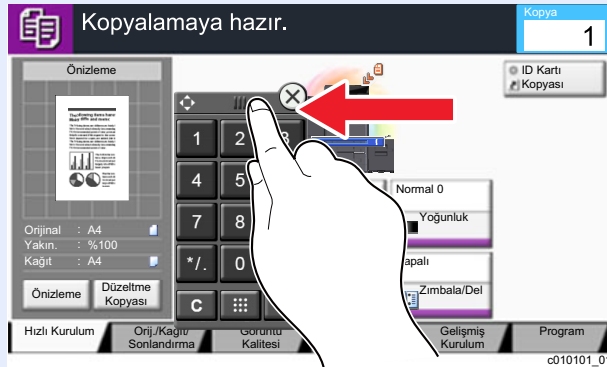 Kopyalamaya hazır.
Kopya
1
Önizleme
ID Kartı
Kopyası
1 2 3
4 5
7 8
*/. 0
C
Normal 0
Yoğunluk
Zımbala/Del
Orijinal : A4
Yakın. : %100
Kağıt : A4
Önizleme
Düzeltme
Kopyası
Hızlı Kurulum
Orij./Kağıt/
Sonlandırma
Görüntü
Kalitesi
Gelişmiş
Kurulum
Program